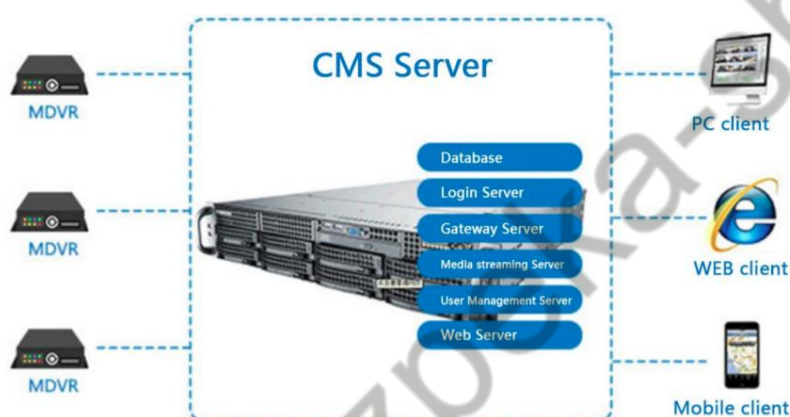 CMS Server
MDVR
MDVR
MDVR
Database
Login Server
Gateway Server
Media streaming Server
User Management Server
Web Server
PC client
WEB client
Mobile client